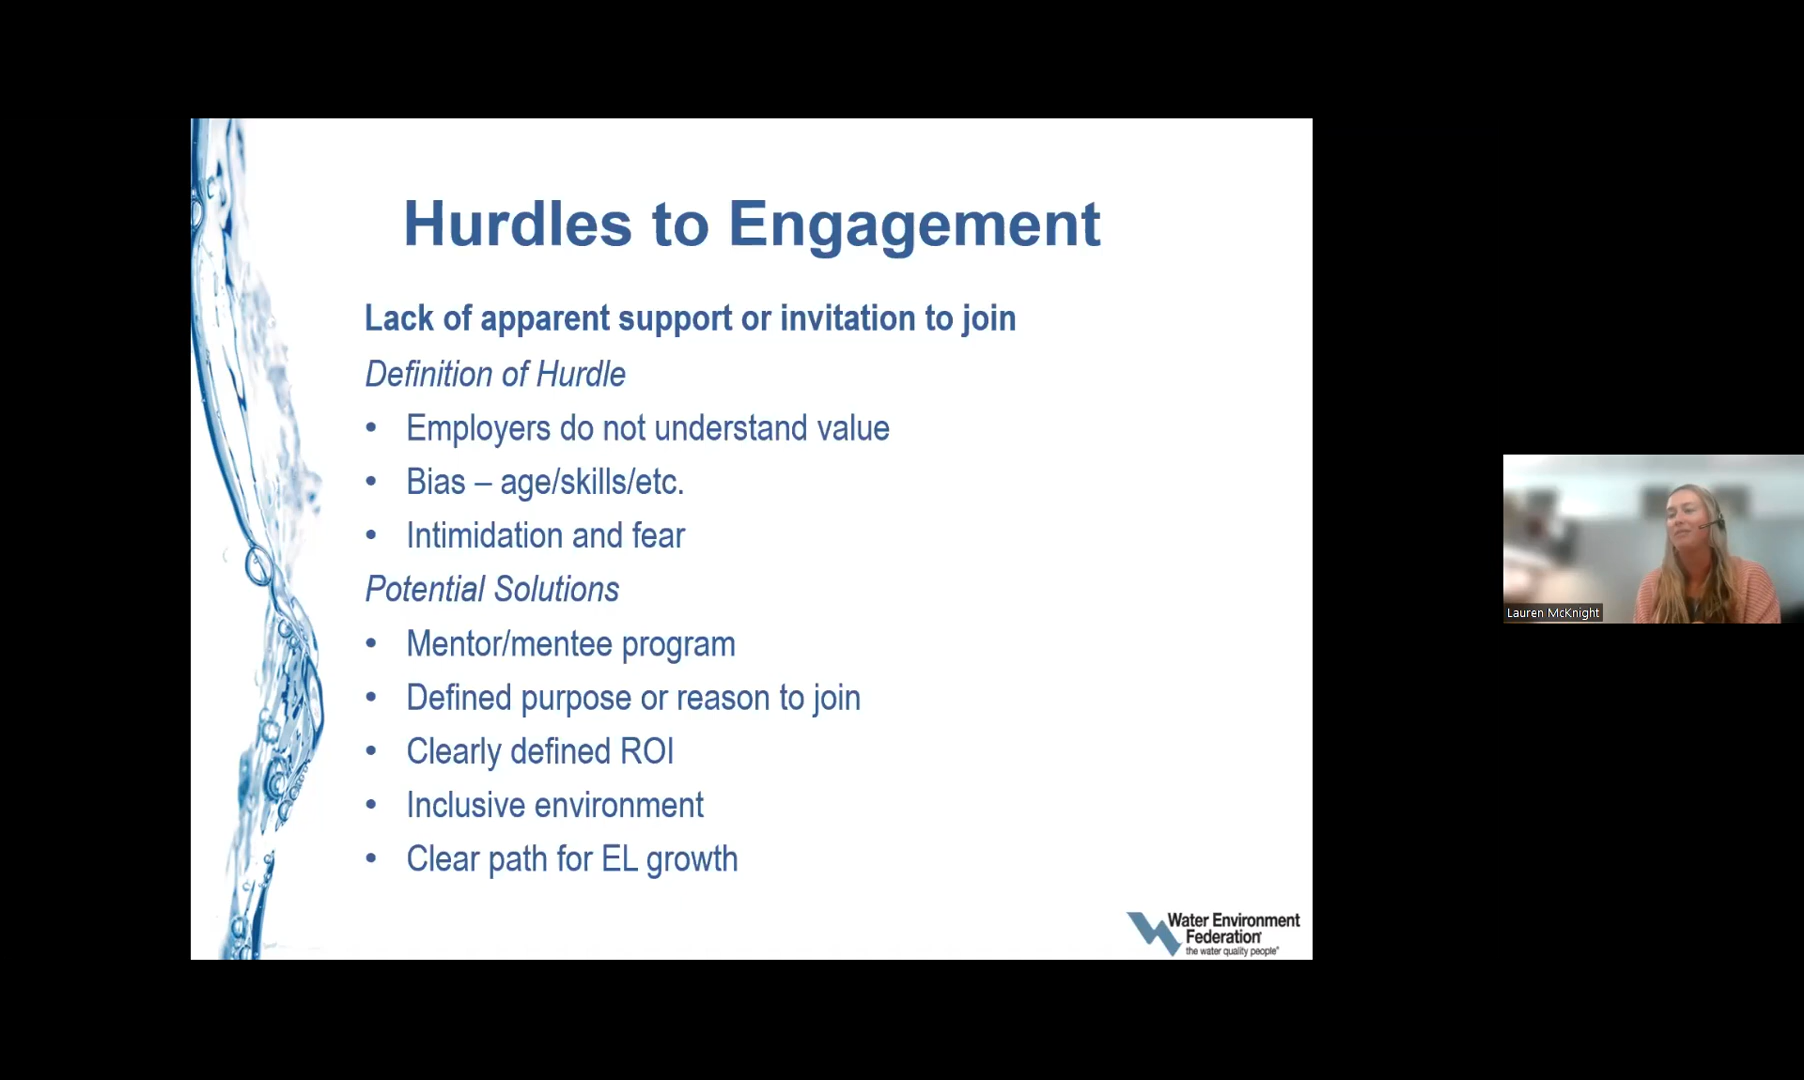 Hurdles to Engagement
Lack of apparent support or invitation to join
Definition of Hurdle
• Employers do not understand value
• Bias – age/skills/etc.
• Intimidation and fear
Potential Solutions
• Mentor/mentee program
• Defined purpose or reason to join
• Clearly defined ROI
• Inclusive environment
• Clear path for EL growth
Water Environment
Federation®
the water quality people®
Lauren McKnight